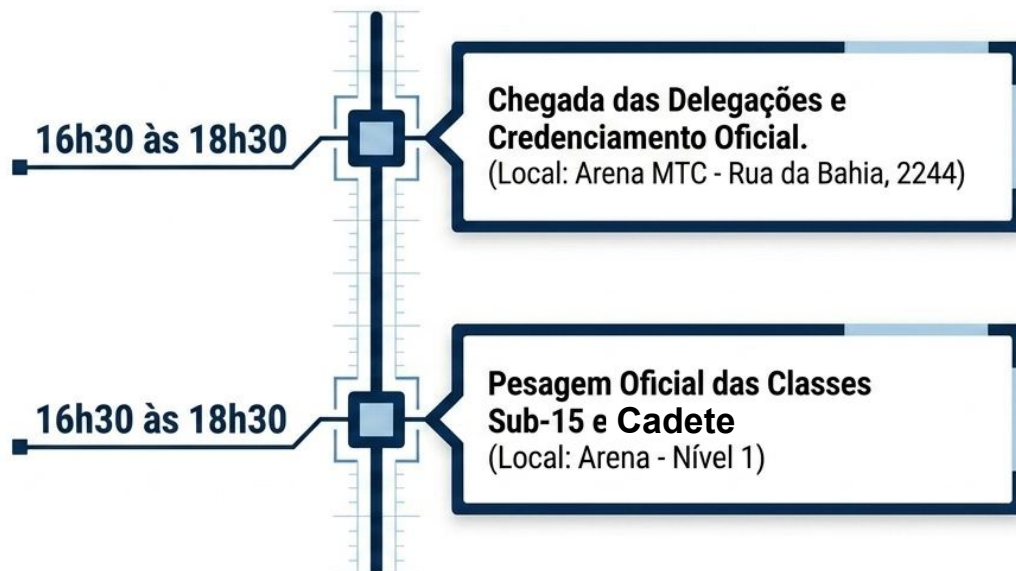 16h30 às 18h30
Chegada das Delegações e
Credenciamento Oficial.
(Local: Arena MTC - Rua da Bahia, 2244)
16h30 às 18h30
Pesagem Oficial das Classes
Sub-15 e Cadete
(Local: Arena - Nível 1)